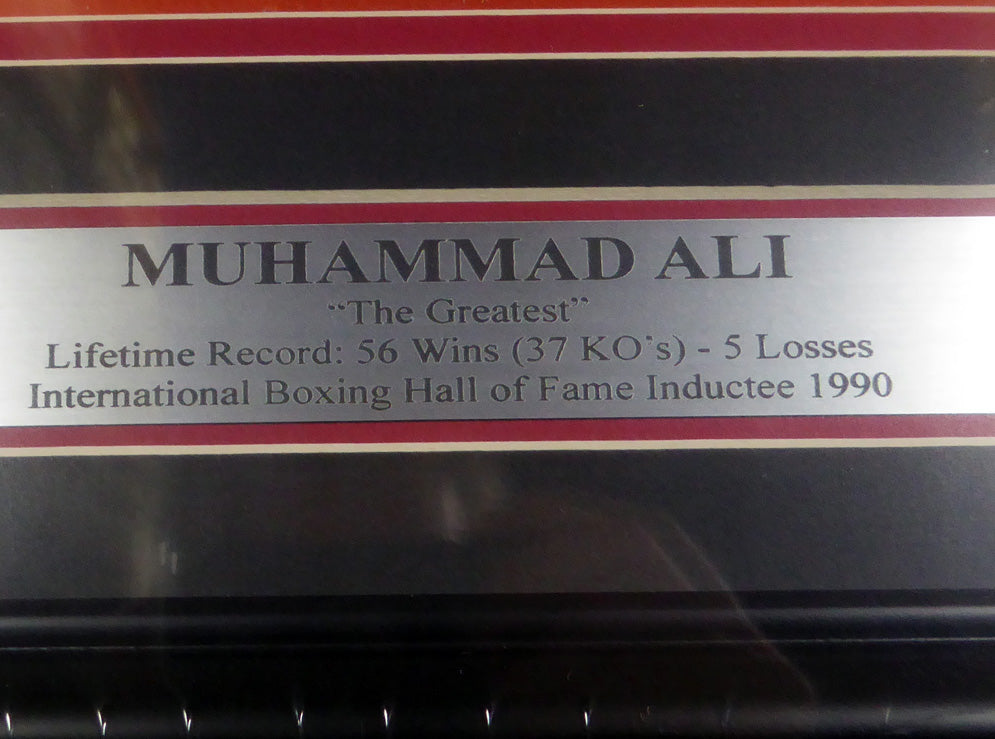 MUHAMMAD ALI
“The Greatest”
Lifetime Record: 56 Wins (37 KO's) - 5 Losses
International Boxing Hall of Fame Inductee 1990